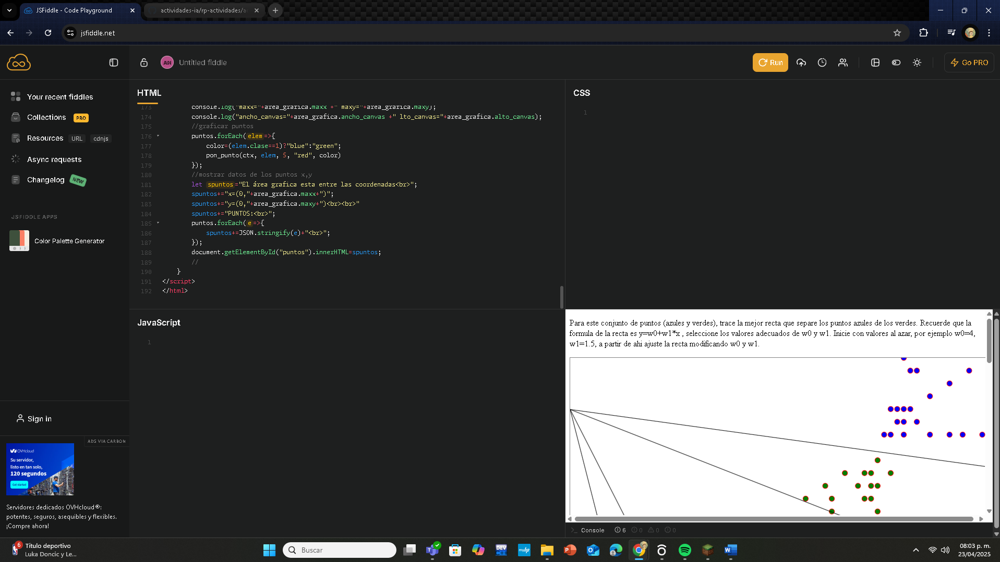 JSFiddle - Code Playground
actividades-ia/rp-actividades/a
jsfiddle.net
AN
Untitled fiddle
Run
Go PRO
Your recent fiddles
Collections PRO
Resources URL cdnjs
Async requests
Changelog NEW
JSFIDDLE APPS
Color Palette Generator
Sign in
ADS VIA CARBON
OVHcloud
Su servidor,
listo en tan solo,
120 segundos
Get started
Servidores dedicados OVHcloud®:
potentes, seguros, asequibles y flexibles.
¡Compre ahora!
HTML
173 console.log("maxx="+area_grafica.maxx +" maxy="+area_grafica.maxy);
174 console.log("ancho_canvas="+area_grafica.ancho_canvas +" lto_canvas="+area_grafica.alto_canvas);
175 //graficar puntos
176 puntos.forEach(elem=>{
177 color=(elem.clase==1)?"blue":"green";
178 pon_punto(ctx, elem, 5, "red", color)
179 });
180 //mostrar datos de los puntos x,y
181 let spuntos="El área grafica esta entre las coordenadas<br>";
182 spuntos+="x=(0,"+area_grafica.maxx+")";
183 spuntos+="y=(0,"+area_grafica.maxy+")<br><br>"
184 spuntos+="PUNTOS:<br>";
185 puntos.forEach(e=>{
186 spuntos+=JSON.stringify(e)+"<br>";
187 });
188 document.getElementById("puntos").innerHTML=spuntos;
189 //
190 }
191 </script>
192 </html>
CSS
1
JavaScript
1
Para este conjunto de puntos (azules y verdes), trace la mejor recta que separe los puntos azules de los verdes. Recuerde que la
formula de la recta es y=w0+w1*x , seleccione los valores adecuados de w0 y w1. Inicie con valores al azar, por ejemplo w0=4,
w1=1.5, a partir de ahi ajuste la recta modificando w0 y w1.
>_ Console 6 0 0 0
6
Título deportivo
Luka Doncic y Le...
Buscar
DEV
myhp
08:03 p. m.
23/04/2025